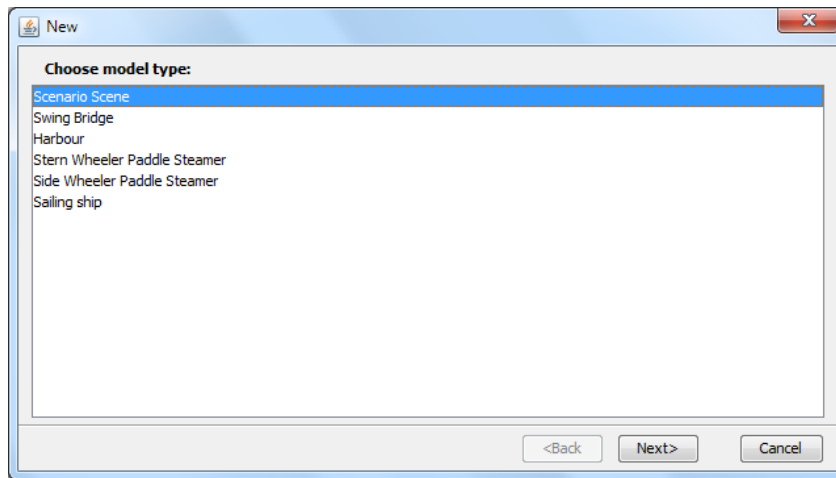 New
Choose model type:
Scenario Scene
Swing Bridge
Harbour
Stern Wheeler Paddle Steamer
Side Wheeler Paddle Steamer
Sailing ship
<Back Next> Cancel